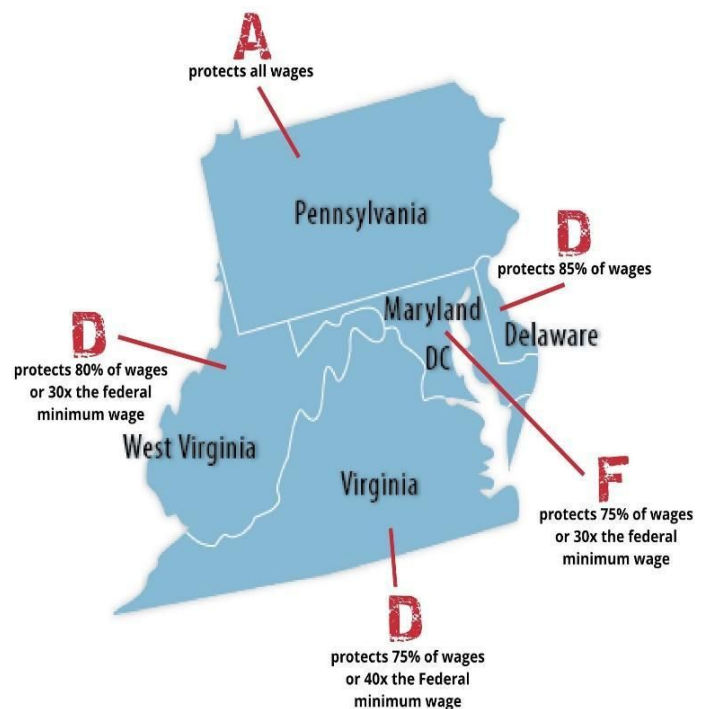 A
protects all wages
Pennsylvania
D
protects 85% of wages
Maryland
Delaware
DC
D
protects 80% of wages
or 30x the federal
minimum wage
West Virginia
Virginia
F
protects 75% of wages
or 30x the federal
minimum wage
D
protects 75% of wages
or 40x the Federal
minimum wage